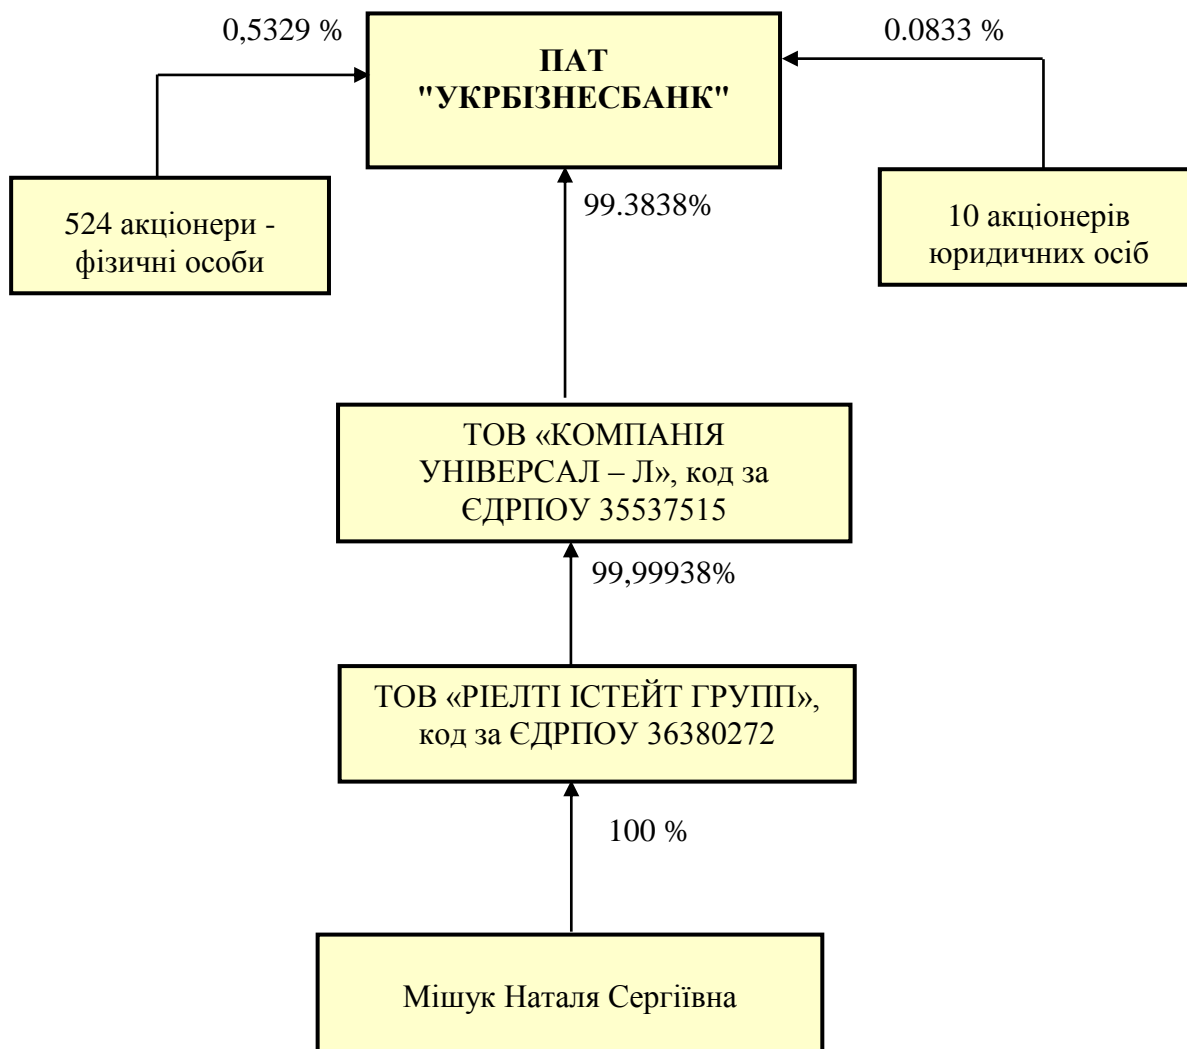 0,5329 %
ПАТ
"УКРБІЗНЕСБАНК"
0.0833 %
524 акціонери -
фізичні особи
99.3838%
10 акціонерів
юридичних осіб
ТОВ «КОМПАНІЯ
УНІВЕРСАЛ – Л», код за
ЄДРПОУ 35537515
99,99938%
ТОВ «РІЕЛТІ ІСТЕЙТ ГРУПП»,
код за ЄДРПОУ 36380272
100 %
Мішук Наталя Сергіївна